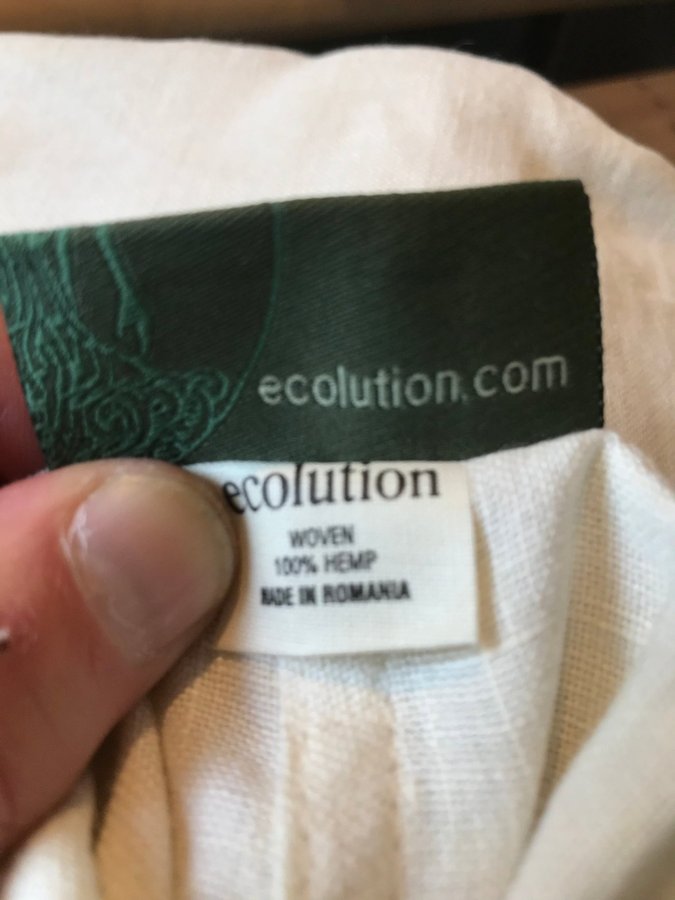 ecolution.com
ecolution
WOVEN
100% HEMP
MADE IN ROMANIA